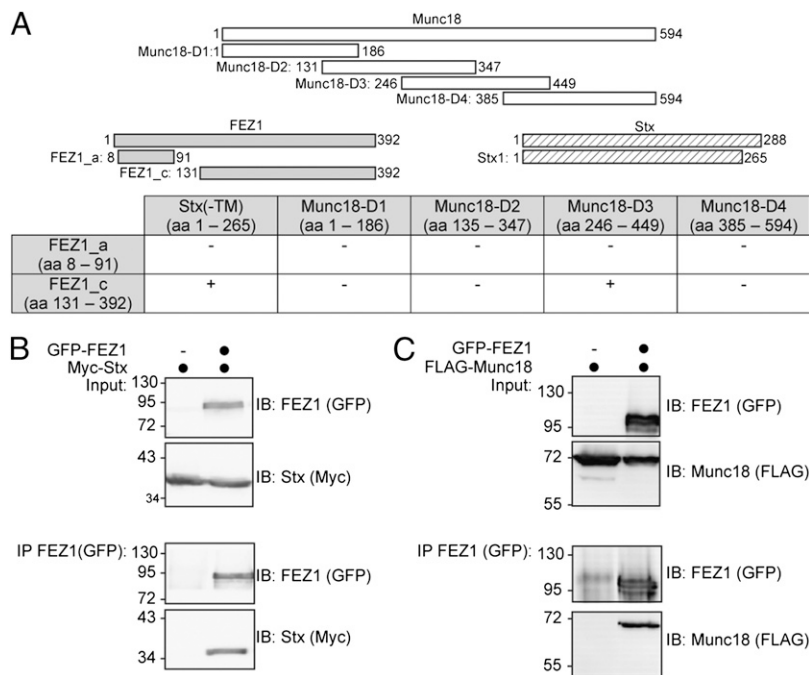 A
Munc18
1 594
Munc18-D1:1 186
Munc18-D2: 131 347
Munc18-D3: 246 449
Munc18-D4: 385 594
FEZ1 Stx
1 392 1 288
FEZ1_a: 8 91 Stx1: 1 265
FEZ1_c: 131 392
Stx(-TM) (aa 1 – 265) Munc18-D1 (aa 1 – 186) Munc18-D2 (aa 135 – 347) Munc18-D3 (aa 246 – 449) Munc18-D4 (aa 385 – 594)
FEZ1_a (aa 8 – 91) - - - - -
FEZ1_c (aa 131 – 392) + - - + -
B
GFP-FEZ1 - ●
Myc-Stx ● ●
Input:
130
95 IB: FEZ1 (GFP)
72
43
IB: Stx (Myc)
34
IP FEZ1(GFP): 130
95 IB: FEZ1 (GFP)
72
43
IB: Stx (Myc)
34
C
GFP-FEZ1 - ●
FLAG-Munc18 ● ●
Input:
130
IB: FEZ1 (GFP)
95
72
IB: Munc18 (FLAG)
55
IP FEZ1 (GFP): 130
IB: FEZ1 (GFP)
95
72
IB: Munc18 (FLAG)
55